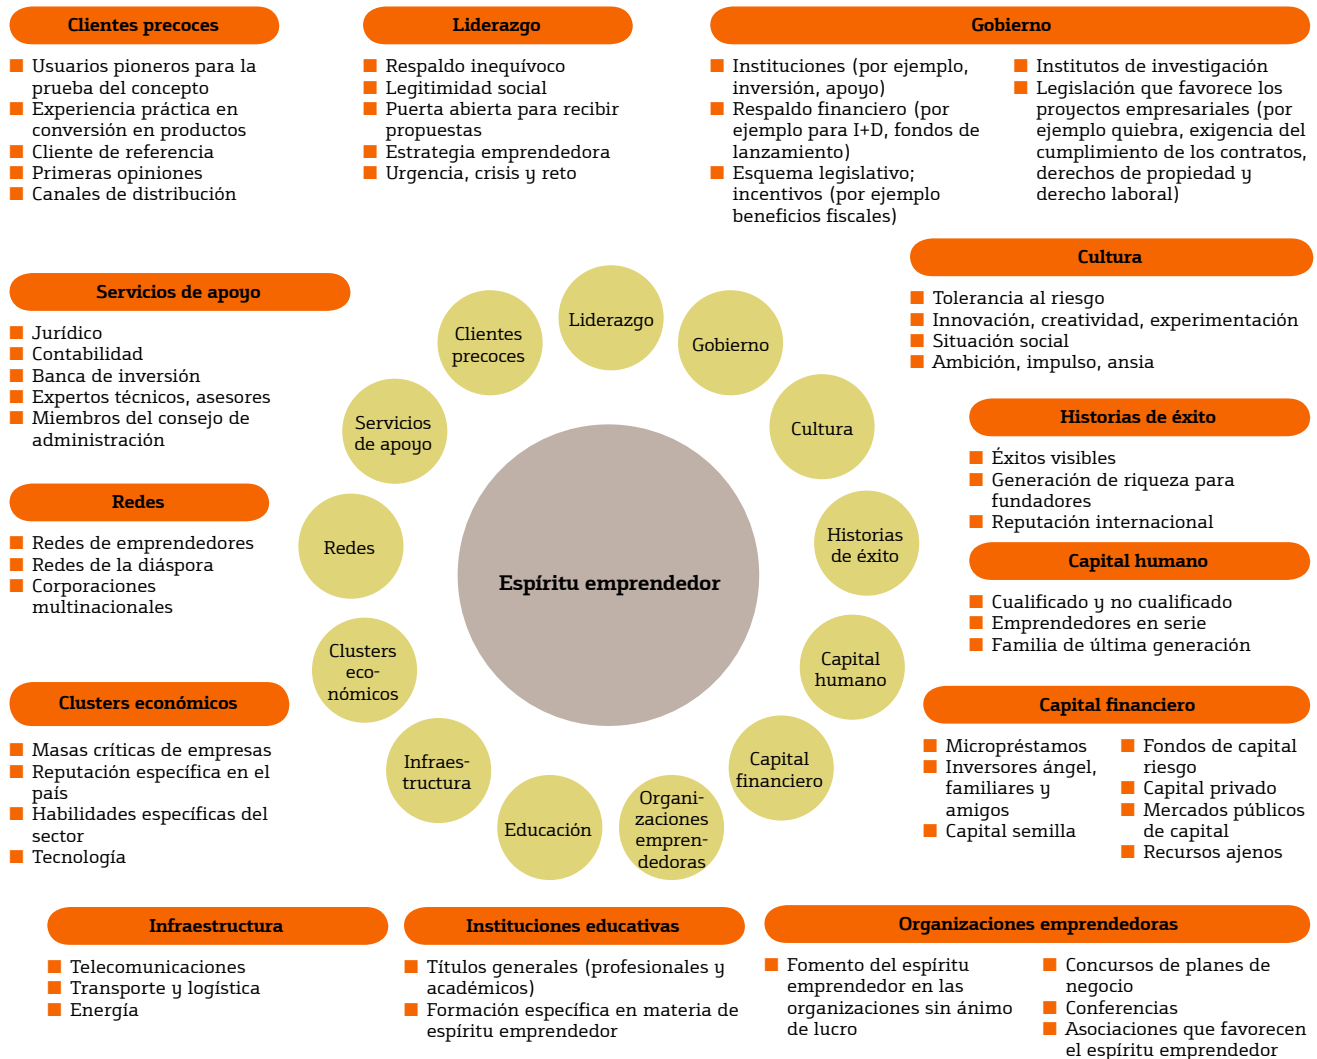 Clientes precoces
Usuarios pioneros para la
prueba del concepto
Experiencia práctica en
conversión en productos
Cliente de referencia
Primeras opiniones
Canales de distribución
Liderazgo
Respaldo inequívoco
Legitimidad social
Puerta abierta para recibir
propuestas
Estrategia emprendedora
Urgencia, crisis y reto
Gobierno
Instituciones (por ejemplo,
inversión, apoyo)
Respaldo financiero (por
ejemplo para I+D, fondos de
lanzamiento)
Esquema legislativo;
incentivos (por ejemplo
beneficios fiscales)
Institutos de investigación
Legislación que favorece los
proyectos empresariales (por
ejemplo quiebra, exigencia del
cumplimiento de los contratos,
derechos de propiedad y
derecho laboral)
Cultura
Tolerancia al riesgo
Innovación, creatividad, experimentación
Situación social
Ambición, impulso, ansia
Servicios de apoyo
Jurídico
Contabilidad
Banca de inversión
Expertos técnicos, asesores
Miembros del consejo de
administración
Historias de éxito
Éxitos visibles
Generación de riqueza para
fundadores
Reputación internacional
Redes
Redes de emprendedores
Redes de la diáspora
Corporaciones
multinacionales
Capital humano
Cualificado y no cualificado
Emprendedores en serie
Familia de última generación
Clusters económicos
Masas críticas de empresas
Reputación específica en el
país
Habilidades específicas del
sector
Tecnología
Capital financiero
Micropréstamos
Inversores ángel,
familiares y
amigos
Capital semilla
Fondos de capital
riesgo
Capital privado
Mercados públicos
de capital
Recursos ajenos
Liderazgo
Gobierno
Cultura
Historias
de éxito
Capital
humano
Capital
financiero
Organi-
zaciones
empren-
dedoras
Educación
Infraes-
tructura
Clusters
eco-
nómicos
Redes
Servicios
de apoyo
Clientes
precoces
Espíritu emprendedor
Infraestructura
Telecomunicaciones
Transporte y logística
Energía
Instituciones educativas
Títulos generales (profesionales y
académicos)
Formación específica en materia de
espíritu emprendedor
Organizaciones emprendedoras
Fomento del espíritu
emprendedor en las
organizaciones sin ánimo
de lucro
Concursos de planes de
negocio
Conferencias
Asociaciones que favorecen
el espíritu emprendedor